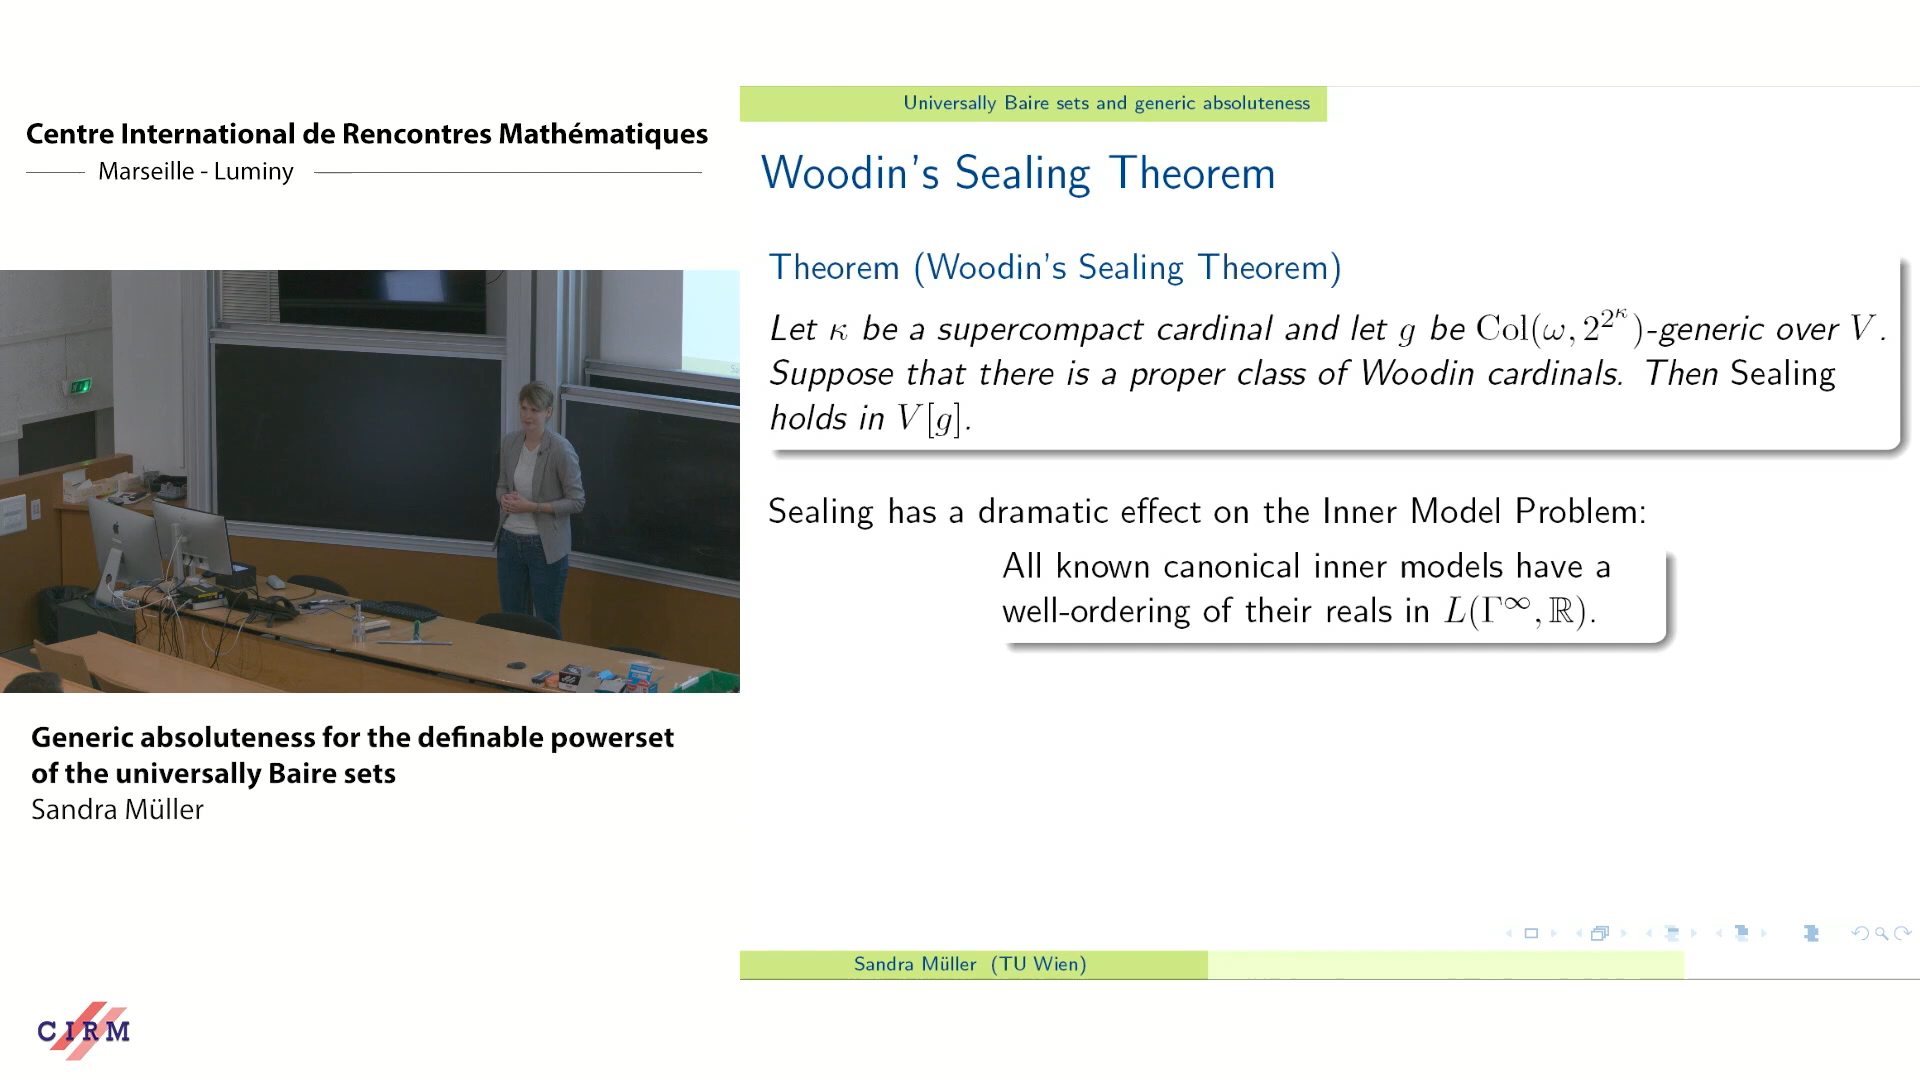 Centre International de Rencontres Mathématiques
Marseille - Luminy
Generic absoluteness for the definable powerset
of the universally Baire sets
Sandra Müller
CIRM
Universally Baire sets and generic absoluteness
Woodin's Sealing Theorem
Theorem (Woodin's Sealing Theorem)
Let κ be a supercompact cardinal and let g be Col(ω, 2^{2^κ})-generic over V.
Suppose that there is a proper class of Woodin cardinals. Then Sealing
holds in V[g].
Sealing has a dramatic effect on the Inner Model Problem:
All known canonical inner models have a
well-ordering of their reals in L(Γ^∞, ℝ).
Sandra Müller (TU Wien)